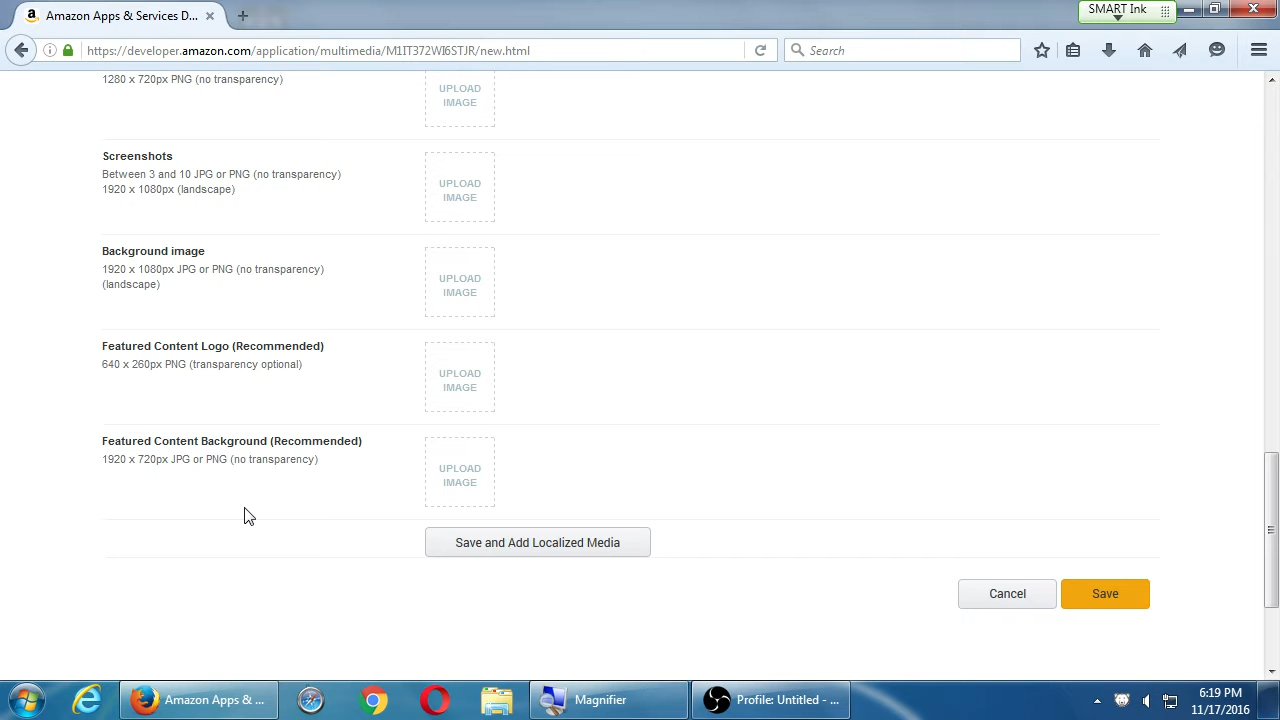 Amazon Apps & Services D...
SMART Ink
https://developer.amazon.com/application/multimedia/M1IT372WI6STJR/new.html
Search
1280 x 720px PNG (no transparency)
UPLOAD
IMAGE
Screenshots
Between 3 and 10 JPG or PNG (no transparency)
1920 x 1080px (landscape)
UPLOAD
IMAGE
Background image
1920 x 1080px JPG or PNG (no transparency)
(landscape)
UPLOAD
IMAGE
Featured Content Logo (Recommended)
640 x 260px PNG (transparency optional)
UPLOAD
IMAGE
Featured Content Background (Recommended)
1920 x 720px JPG or PNG (no transparency)
UPLOAD
IMAGE
Save and Add Localized Media
Cancel
Save
Amazon Apps & ...
Magnifier
Profile: Untitled - ...
6:19 PM
11/17/2016